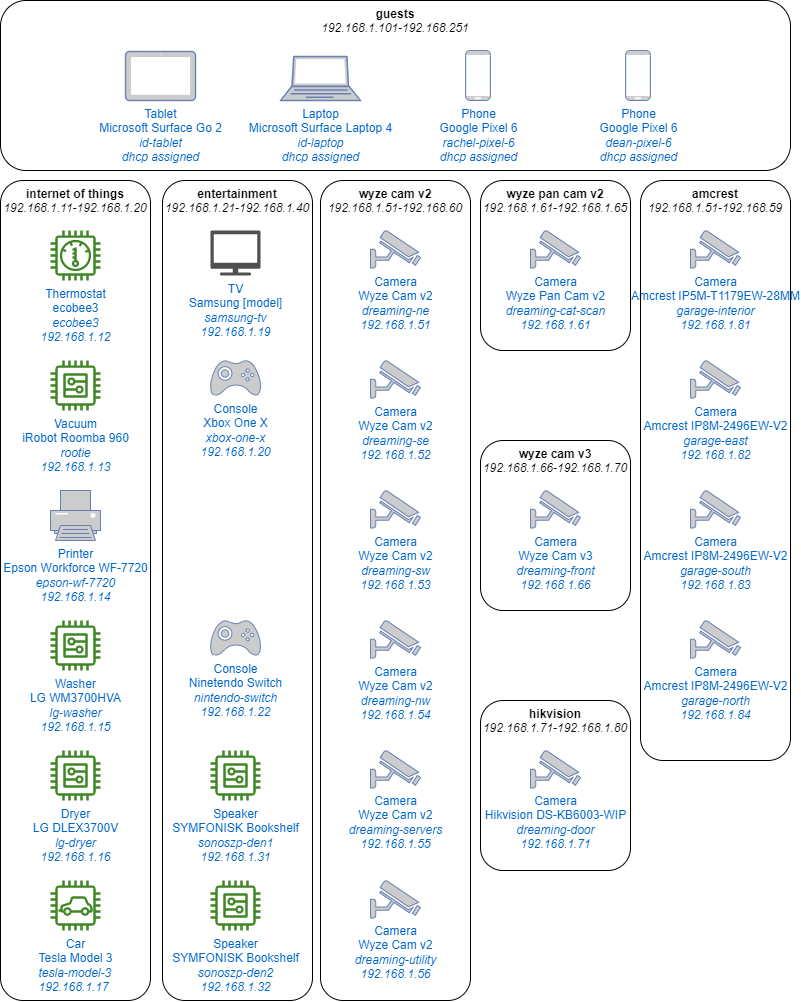 guests
192.168.1.101-192.168.251
Tablet
Microsoft Surface Go 2
id-tablet
dhcp assigned
Laptop
Microsoft Surface Laptop 4
id-laptop
dhcp assigned
Phone
Google Pixel 6
rachel-pixel-6
dhcp assigned
Phone
Google Pixel 6
dean-pixel-6
dhcp assigned
internet of things
192.168.1.11-192.168.1.20
Thermostat
ecobee3
ecobee3
192.168.1.12
Vacuum
iRobot Roomba 960
rootie
192.168.1.13
Printer
Epson Workforce WF-7720
epson-wf-7720
192.168.1.14
Washer
LG WM3700HVA
lg-washer
192.168.1.15
Dryer
LG DLEX3700V
lg-dryer
192.168.1.16
Car
Tesla Model 3
tesla-model-3
192.168.1.17
entertainment
192.168.1.21-192.168.1.40
TV
Samsung [model]
samsung-tv
192.168.1.19
Console
Xbox One X
xbox-one-x
192.168.1.20
Console
Ninetendo Switch
nintendo-switch
192.168.1.22
Speaker
SYMFONISK Bookshelf
sonoszp-den1
192.168.1.31
Speaker
SYMFONISK Bookshelf
sonoszp-den2
192.168.1.32
wyze cam v2
192.168.1.51-192.168.60
Camera
Wyze Cam v2
dreaming-ne
192.168.1.51
Camera
Wyze Cam v2
dreaming-se
192.168.1.52
Camera
Wyze Cam v2
dreaming-sw
192.168.1.53
Camera
Wyze Cam v2
dreaming-nw
192.168.1.54
Camera
Wyze Cam v2
dreaming-servers
192.168.1.55
Camera
Wyze Cam v2
dreaming-utility
192.168.1.56
wyze pan cam v2
192.168.1.61-192.168.1.65
Camera
Wyze Pan Cam v2
dreaming-cat-scan
192.168.1.61
wyze cam v3
192.168.1.66-192.168.1.70
Camera
Wyze Cam v3
dreaming-front
192.168.1.66
hikvision
192.168.1.71-192.168.1.80
Camera
Hikvision DS-KB6003-WIP
dreaming-door
192.168.1.71
amcrest
192.168.1.51-192.168.59
Camera
Amcrest IP5M-T1179EW-28MM
garage-interior
192.168.1.81
Camera
Amcrest IP8M-2496EW-V2
garage-east
192.168.1.82
Camera
Amcrest IP8M-2496EW-V2
garage-south
192.168.1.83
Camera
Amcrest IP8M-2496EW-V2
garage-north
192.168.1.84